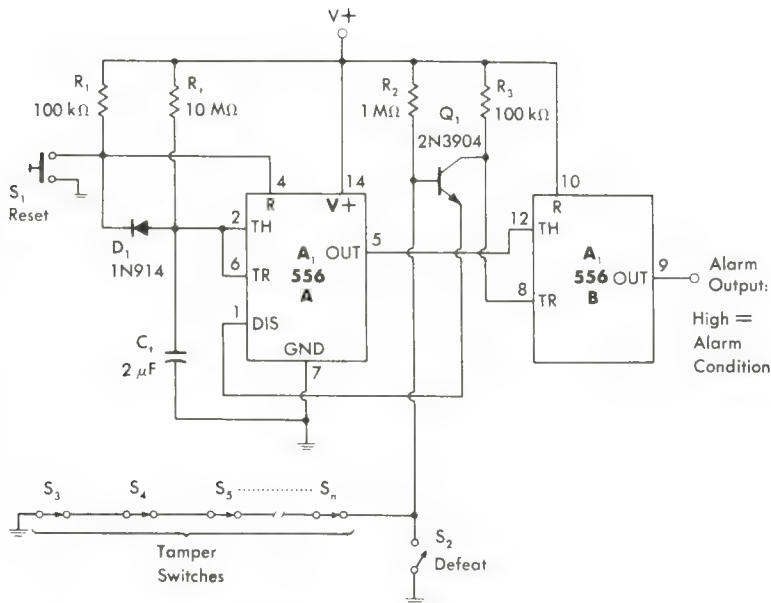 V+
R1
100 kΩ
Rt
10 MΩ
R2
1 MΩ
Q1
2N3904
R3
100 kΩ
S1
Reset
D1
1N914
4
14
R
V+
2
TH
6
TR
1
DIS
A1
556
A
OUT
5
GND
7
Ct
2 μF
10
R
12
TH
8
TR
A1
556
B
OUT
9
Alarm
Output:
High =
Alarm
Condition
S3
S4
S5
Sn
Tamper
Switches
S2
Defeat